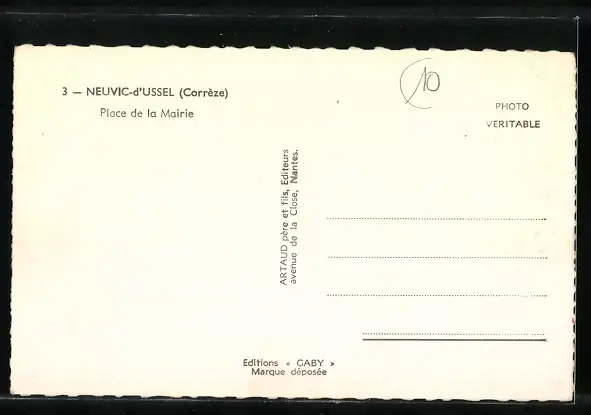 3 — NEUVIC-d'USSEL (Corrèze)
Place de la Mairie
10
PHOTO
VERITABLE
ARTAUD père et fils, Editeurs
avenue de la Close, Nantes.
Editions « GABY »
Marque déposée